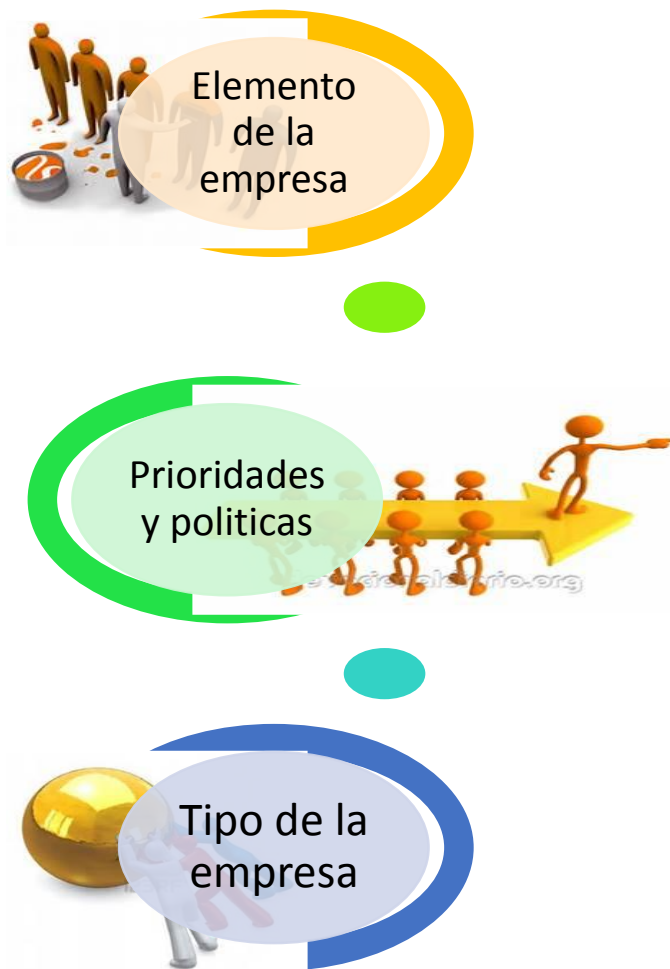 Elemento
de la
empresa
Prioridades
y politicas
Tipo de la
empresa